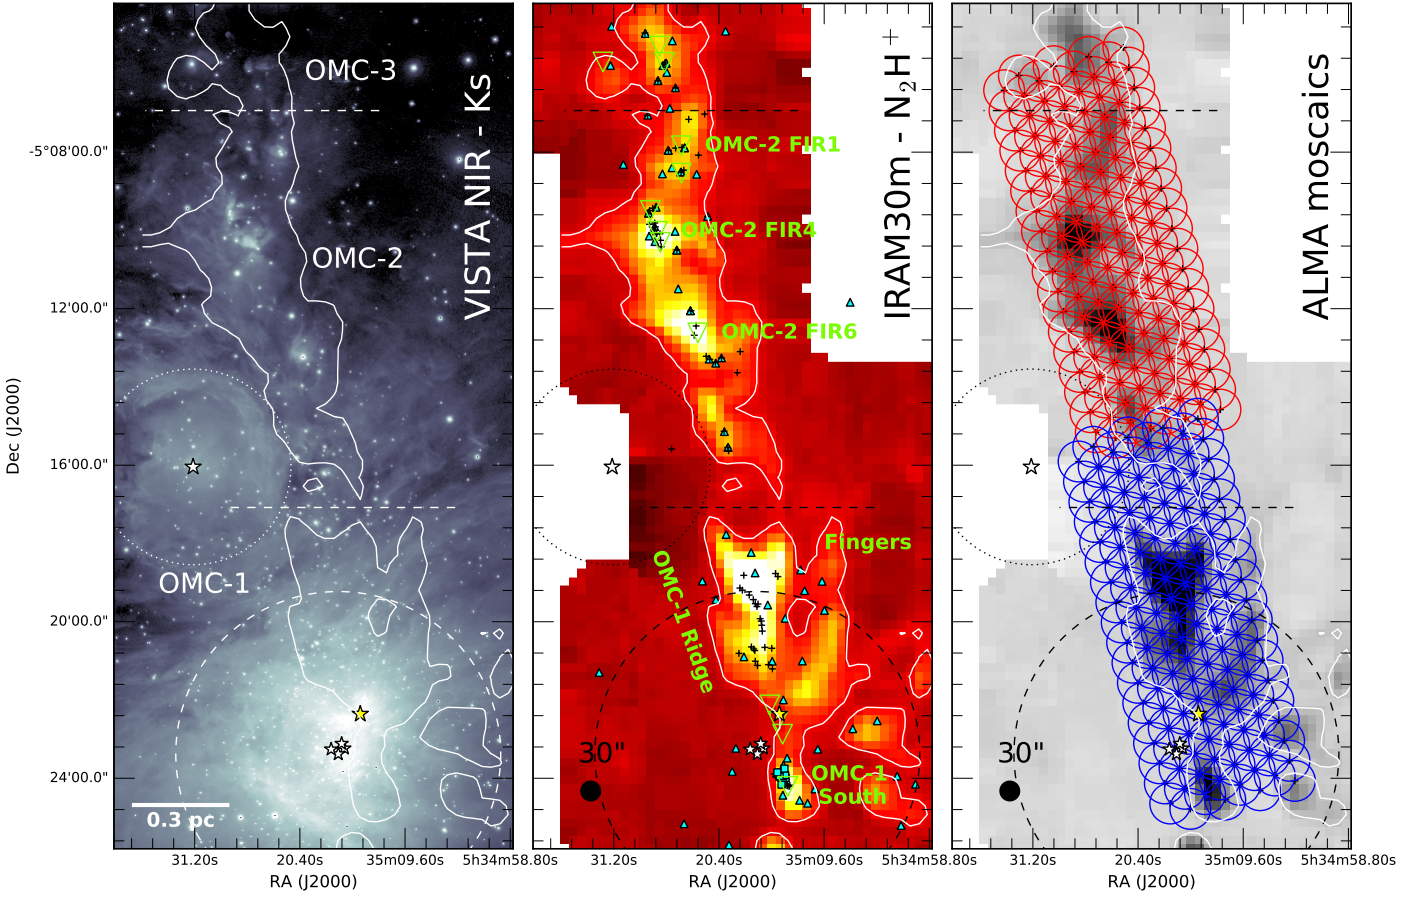 OMC-3
VISTA NIR - Ks
OMC-2
OMC-1
0.3 pc
-5°08'00.0"
12'00.0"
16'00.0"
20'00.0"
24'00.0"
Dec (J2000)
31.20s
20.40s
35m09.60s
5h34m58.80s
RA (J2000)
IRAM30m - N₂H⁺
OMC-2 FIR1
OMC-2 FIR4
OMC-2 FIR6
Fingers
OMC-1 Ridge
30"
OMC-1
South
31.20s
20.40s
35m09.60s
5h34m58.80s
RA (J2000)
ALMA moscaics
30"
31.20s
20.40s
35m09.60s
5h34m58.80s
RA (J2000)